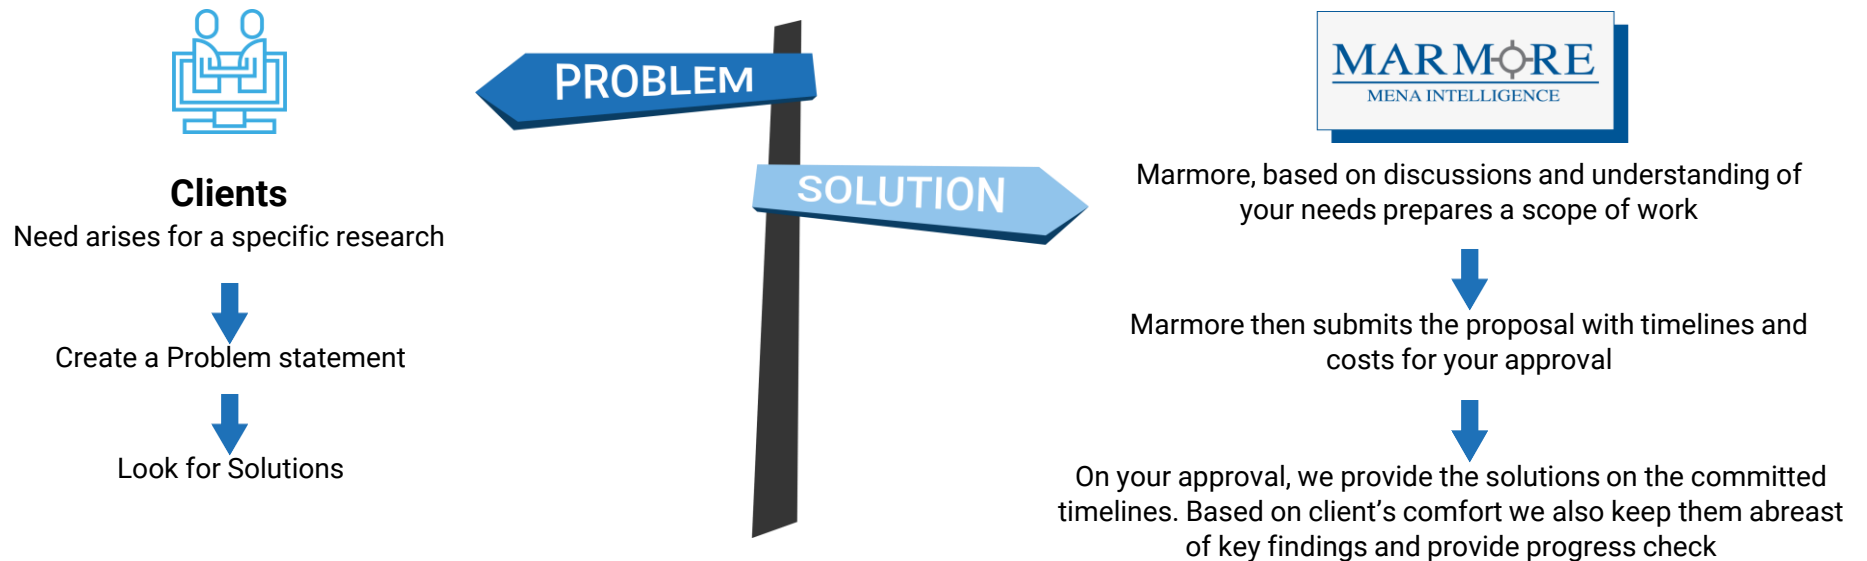 Clients
Need arises for a specific research
Create a Problem statement
Look for Solutions
PROBLEM
SOLUTION
MARMORE
MENA INTELLIGENCE
Marmore, based on discussions and understanding of
your needs prepares a scope of work
Marmore then submits the proposal with timelines and
costs for your approval
On your approval, we provide the solutions on the committed
timelines. Based on client’s comfort we also keep them abreast
of key findings and provide progress check